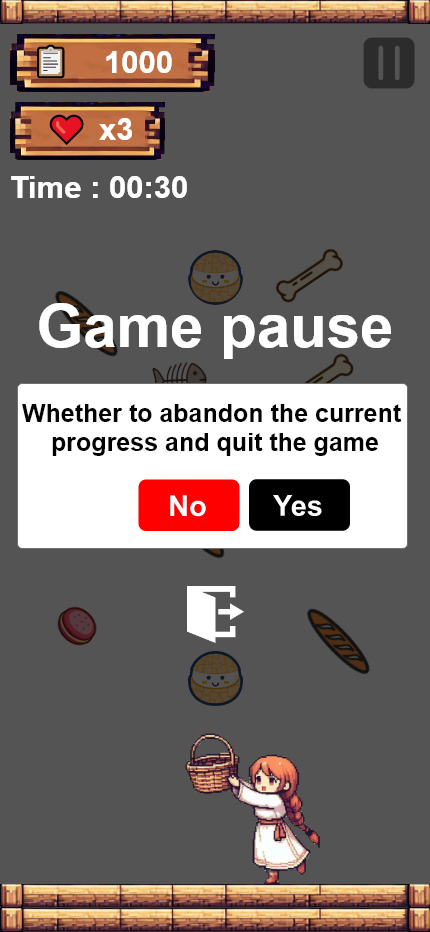 1000
x3
Time : 00:30
Game pause
Whether to abandon the current
progress and quit the game
No
Yes